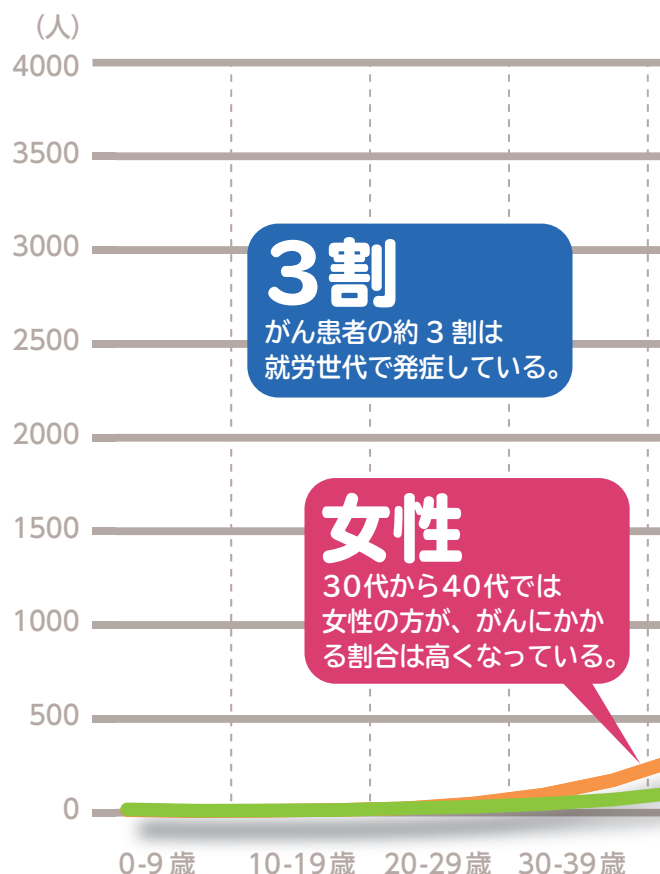 (人)
4000
3500
3000
3割
がん患者の約 3 割は
2500
就労世代で発症している。
2000
1500
女性
30代から40代では
1000
女性の方が、がんにかか
る割合は高くなっている。
500
0
0-9歳 10-19歳 20-29歳 30-39歳